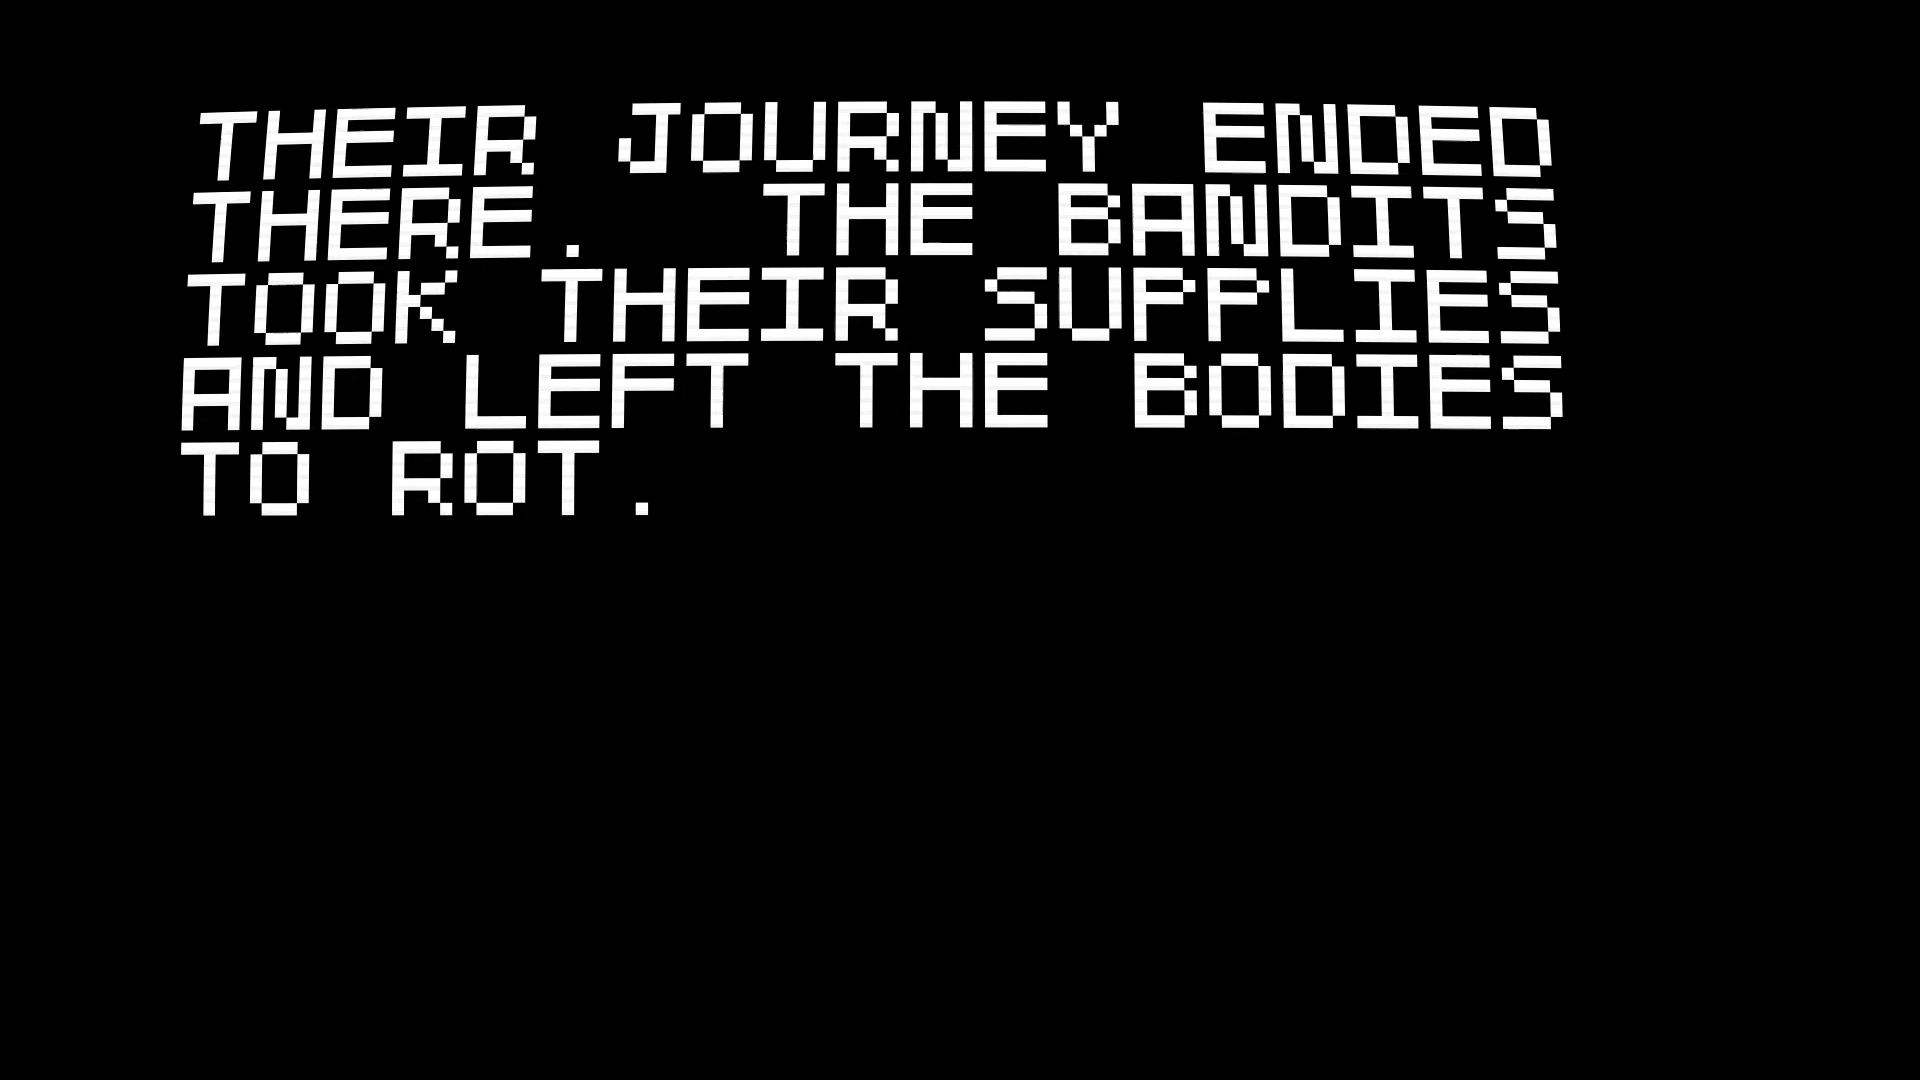 THEIR JOURNEY ENDED
THERE. THE BANDITS
TOOK THEIR SUPPLIES
AND LEFT THE BODIES
TO ROT.